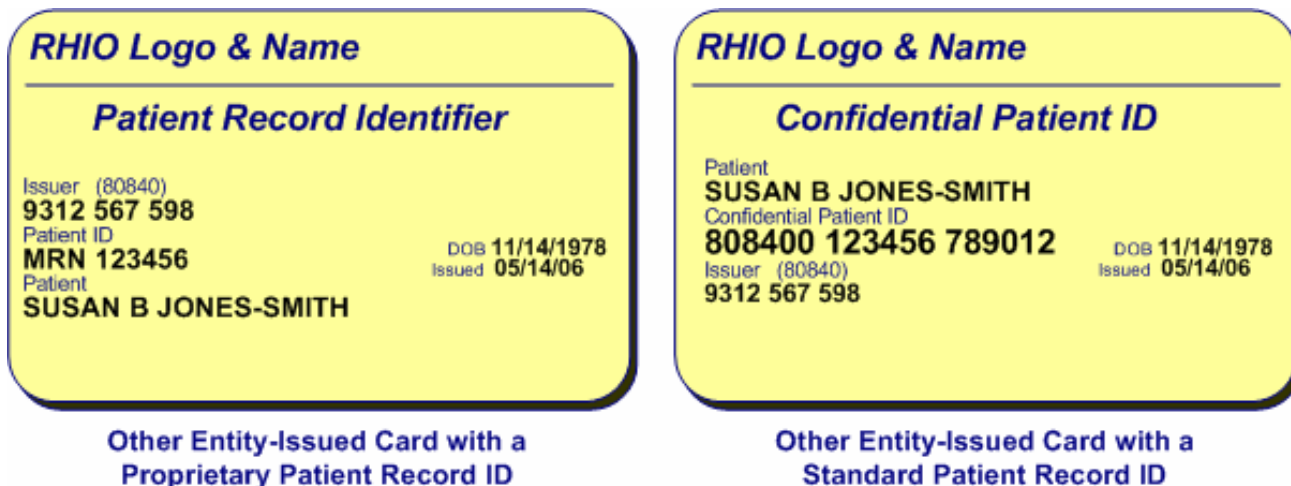 RHIO Logo & Name
Patient Record Identifier
Issuer (80840)
9312 567 598
Patient ID
MRN 123456
DOB 11/14/1978
Issued 05/14/06
Patient
SUSAN B JONES-SMITH
Other Entity-Issued Card with a
Proprietary Patient Record ID
RHIO Logo & Name
Confidential Patient ID
Patient
SUSAN B JONES-SMITH
Confidential Patient ID
808400 123456 789012
DOB 11/14/1978
Issued 05/14/06
Issuer (80840)
9312 567 598
Other Entity-Issued Card with a
Standard Patient Record ID